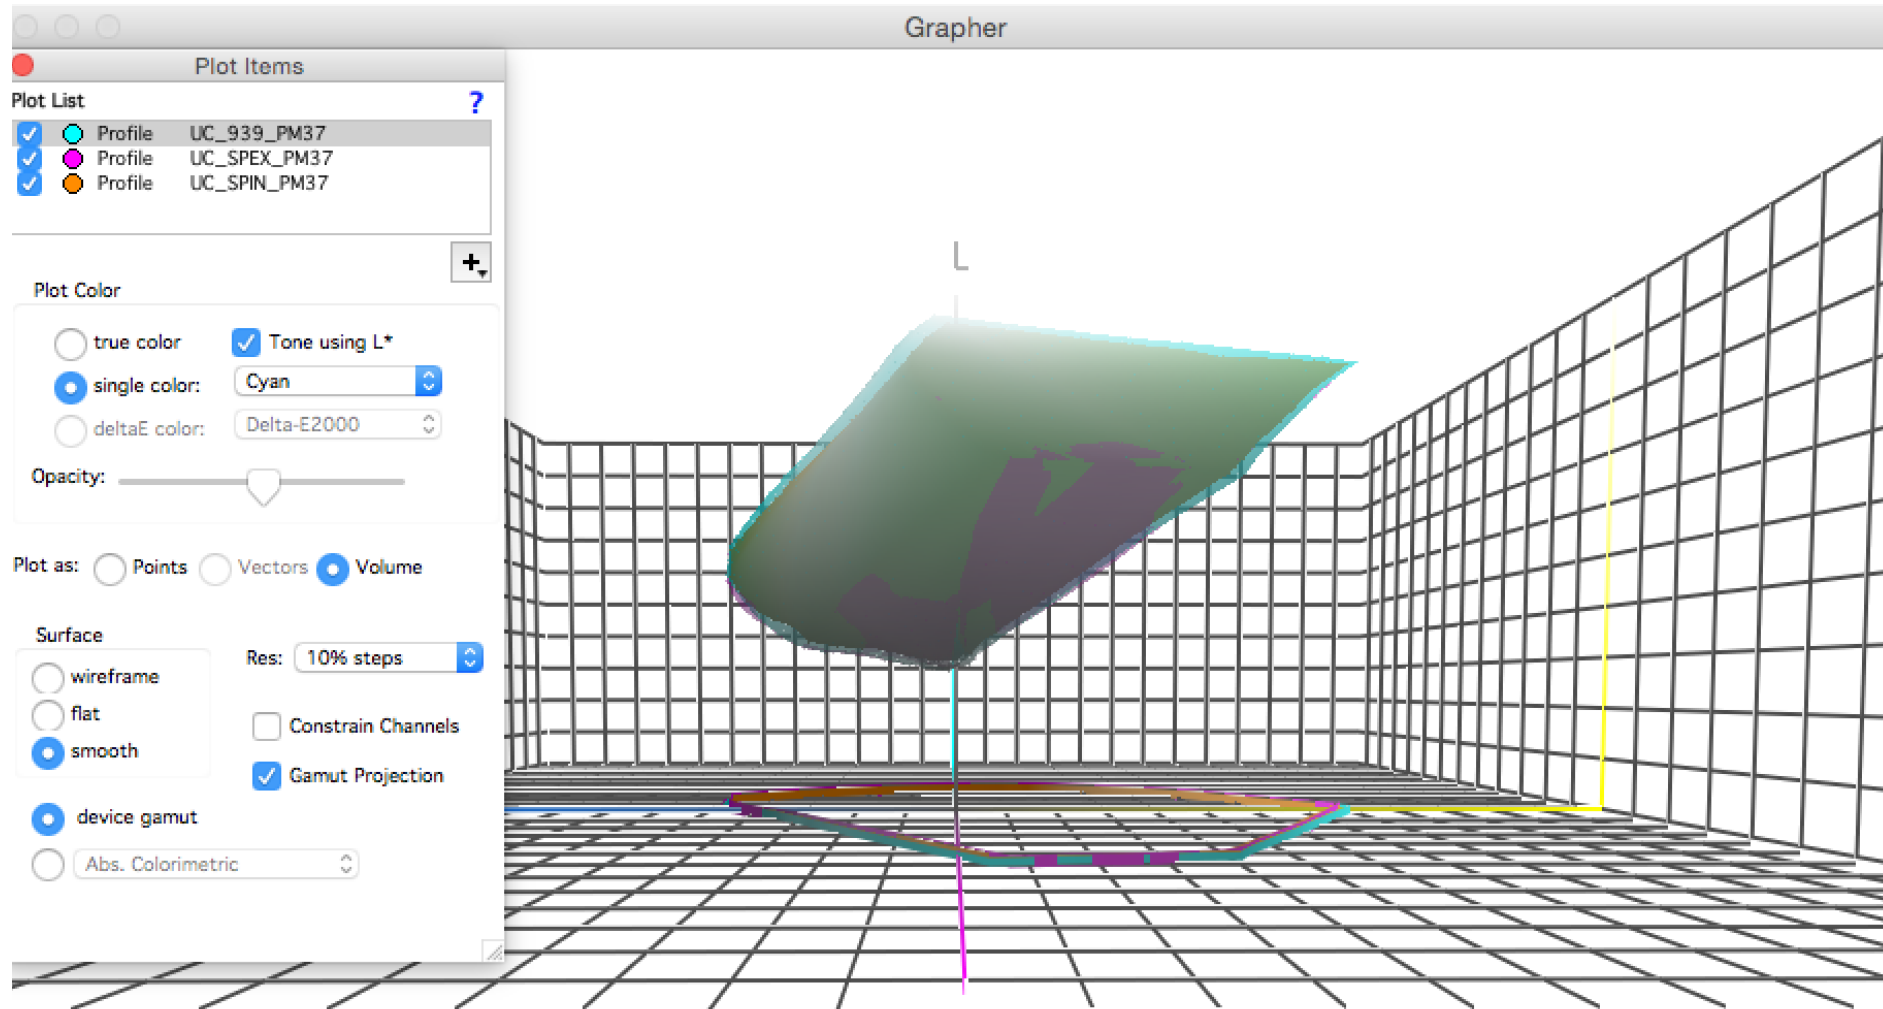 Grapher
Plot Items
Plot List ?
Profile UC_939_PM37
Profile UC_SPEX_PM37
Profile UC_SPIN_PM37
+
Plot Color
true color Tone using L*
single color: Cyan
deltaE color: Delta-E2000
Opacity:
Plot as: Points Vectors Volume
Surface
Res: 10% steps
wireframe
flat
smooth
Constrain Channels
Gamut Projection
device gamut
Abs. Colorimetric
L